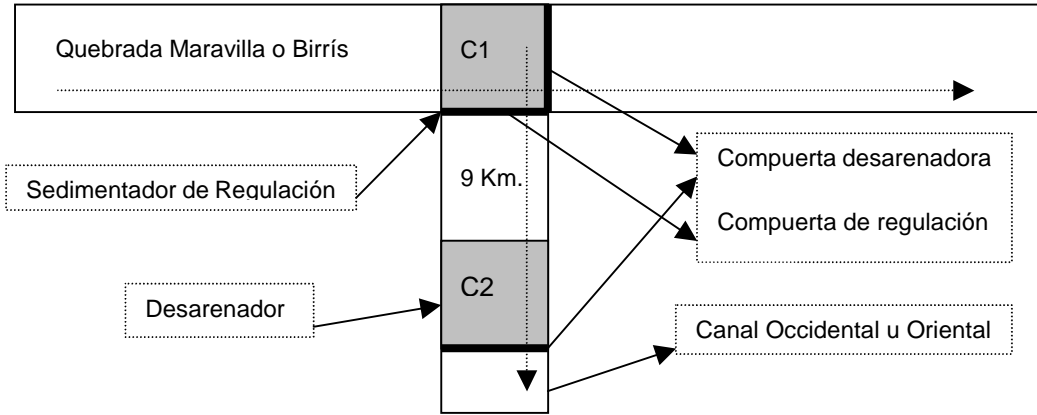 Quebrada Maravilla o Birrís
C1
Compuerta desarenadora
Sedimentador de Regulación
9 Km.
Compuerta de regulación
C2
Desarenador
Canal Occidental u Oriental